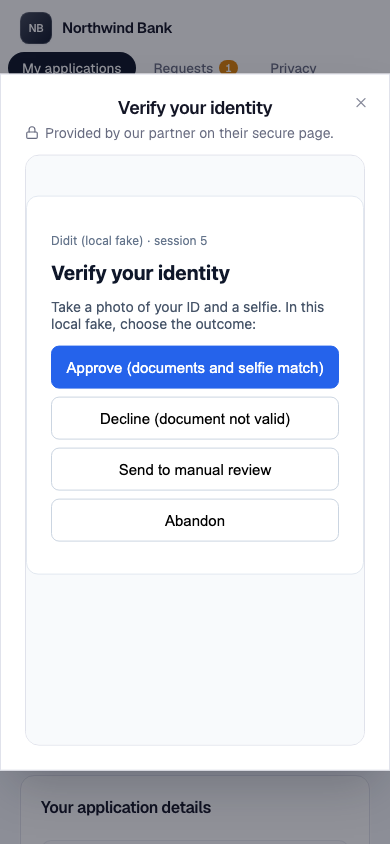 NB
Northwind Bank
My applications
Requests 1
Privacy
Verify your identity
Provided by our partner on their secure page.
Didit (local fake) · session 5
Verify your identity
Take a photo of your ID and a selfie. In this
local fake, choose the outcome:
Approve (documents and selfie match)
Decline (document not valid)
Send to manual review
Abandon
Your application details